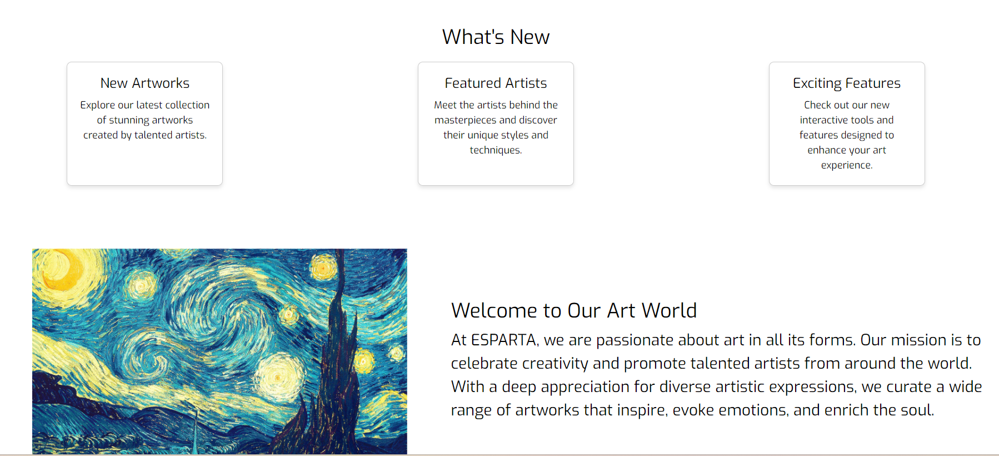 What's New
New Artworks
Explore our latest collection
of stunning artworks
created by talented artists.
Featured Artists
Meet the artists behind the
masterpieces and discover
their unique styles and
techniques.
Exciting Features
Check out our new
interactive tools and
features designed to
enhance your art
experience.
Welcome to Our Art World
At ESPARTA, we are passionate about art in all its forms. Our mission is to
celebrate creativity and promote talented artists from around the world.
With a deep appreciation for diverse artistic expressions, we curate a wide
range of artworks that inspire, evoke emotions, and enrich the soul.